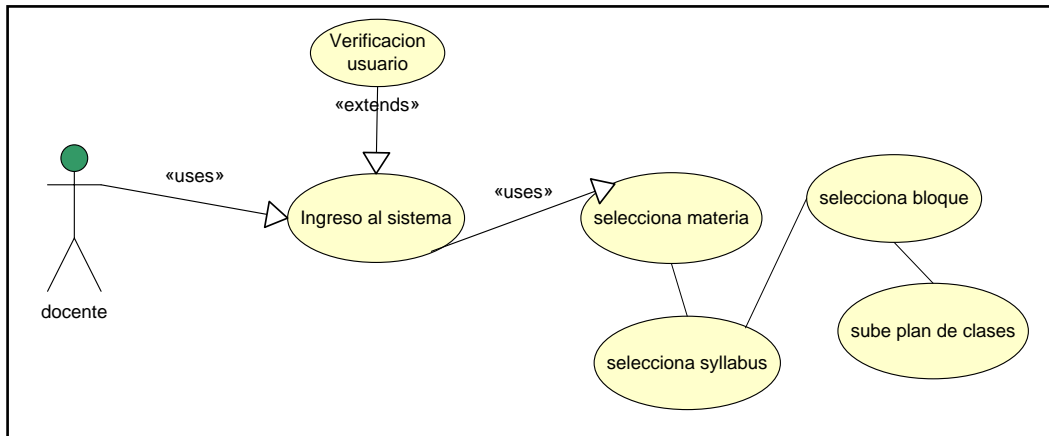 Verificacion
usuario
«extends»
«uses»
«uses»
Ingreso al sistema
selecciona materia
selecciona bloque
docente
selecciona syllabus
sube plan de clases